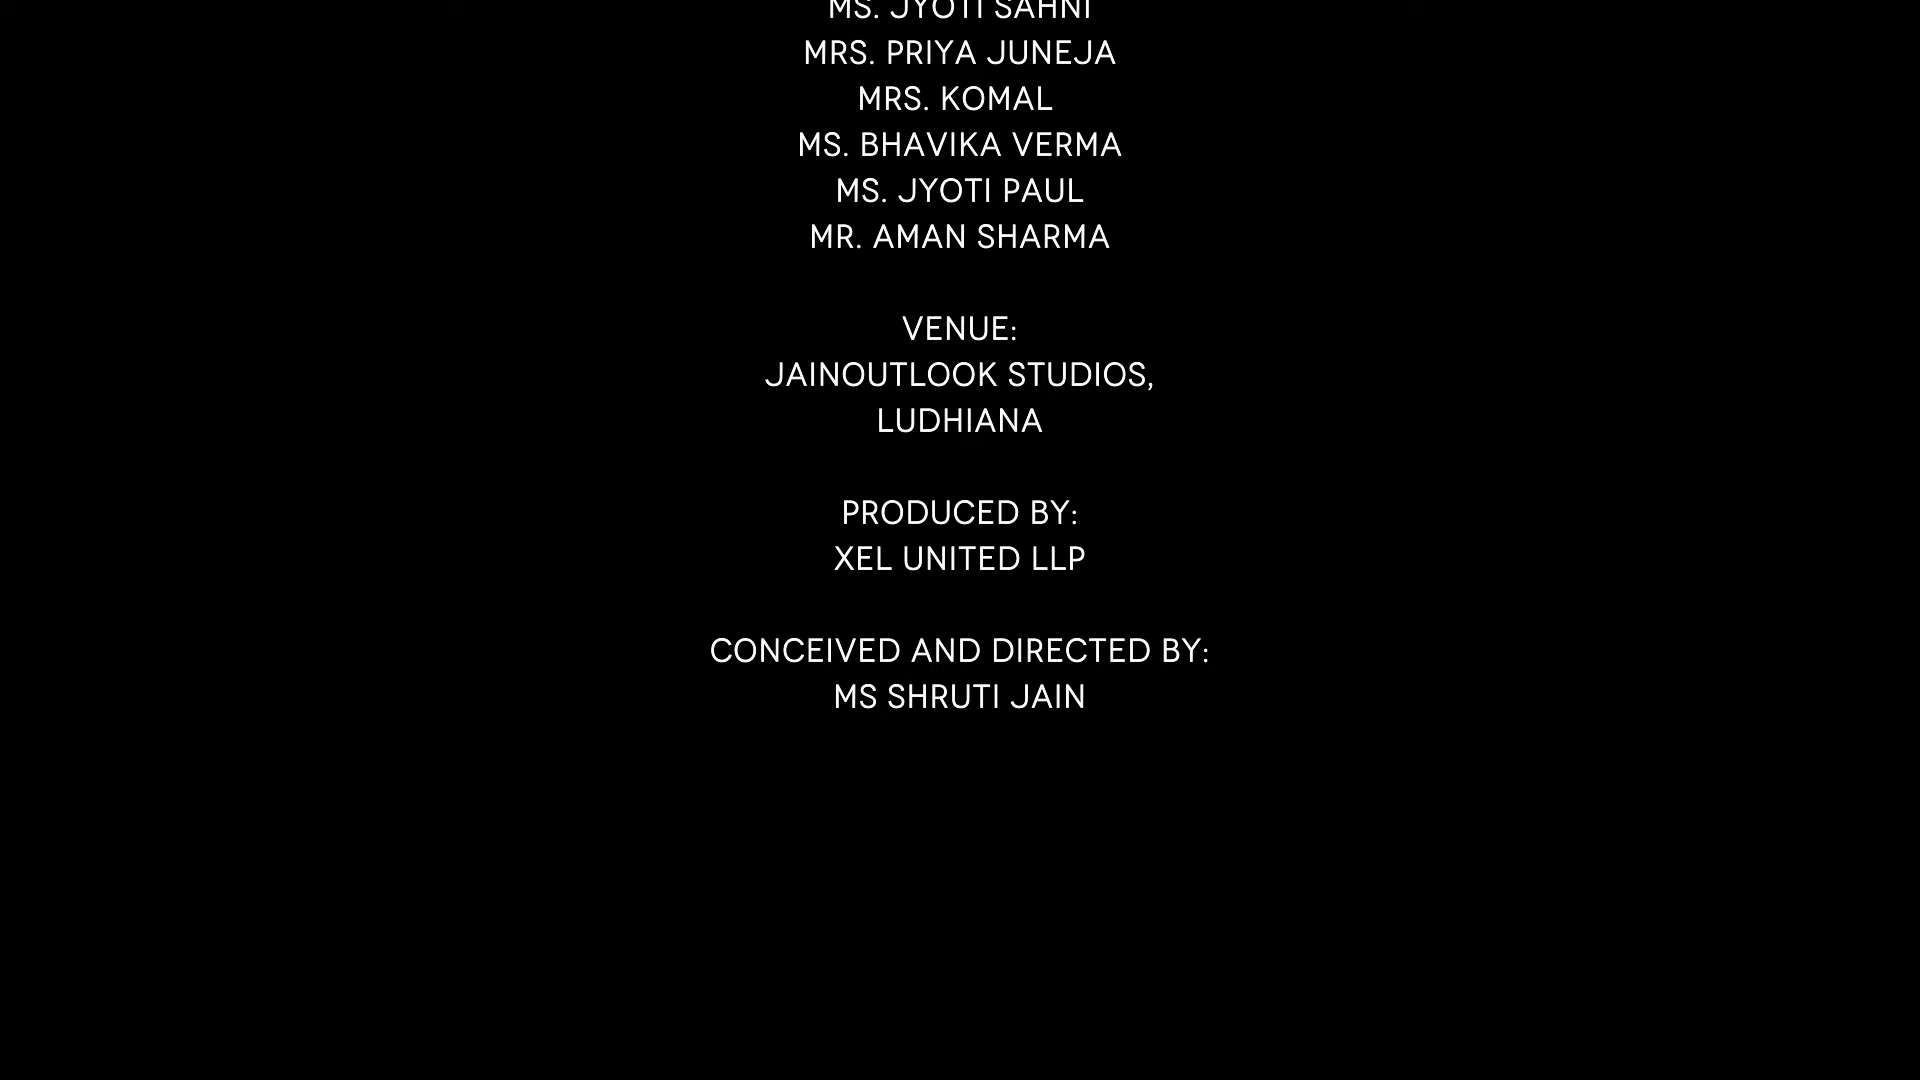 MS. JYOTI SAHNI
MRS. PRIYA JUNEJA
MRS. KOMAL
MS. BHAVIKA VERMA
MS. JYOTI PAUL
MR. AMAN SHARMA
VENUE:
JAINOUTLOOK STUDIOS,
LUDHIANA
PRODUCED BY:
XEL UNITED LLP
CONCEIVED AND DIRECTED BY:
MS SHRUTI JAIN